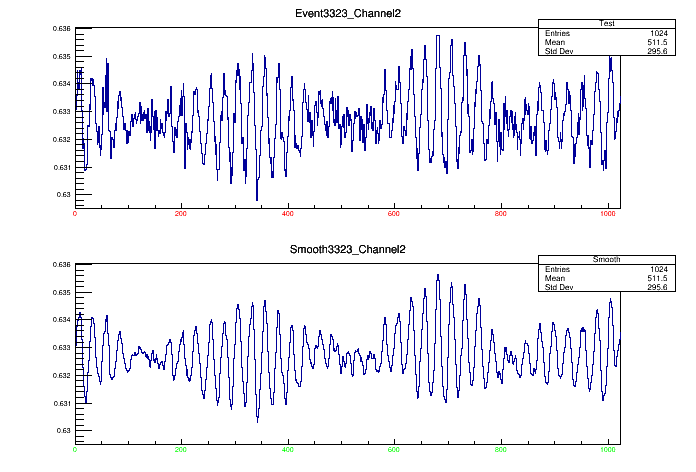 Event3323_Channel2
Test
Entries 1024
Mean 511.5
Std Dev 295.6
0.636
0.635
0.634
0.633
0.632
0.631
0.63
0 200 400 600 800 1000
Smooth3323_Channel2
Smooth
Entries 1024
Mean 511.5
Std Dev 295.6
0.636
0.635
0.634
0.633
0.632
0.631
0.63
0 200 400 600 800 1000